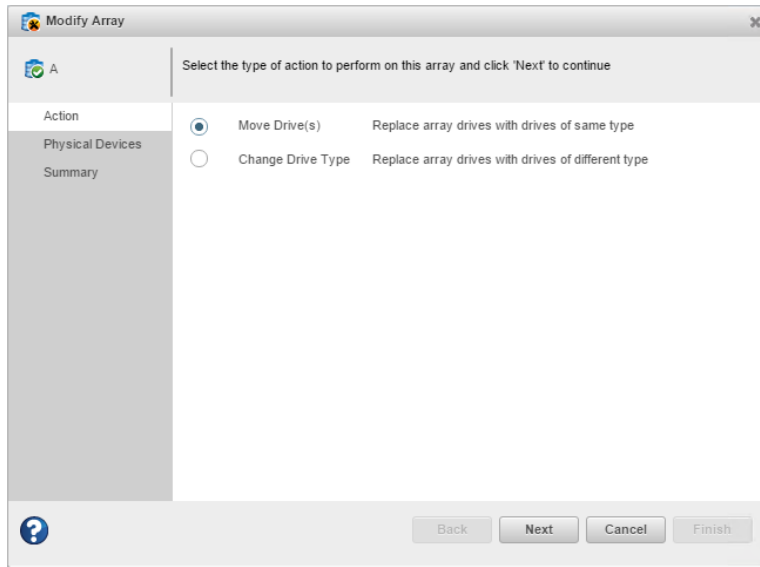 Modify Array
A
Select the type of action to perform on this array and click 'Next' to continue
Action
Physical Devices
Summary
Move Drive(s) Replace array drives with drives of same type
Change Drive Type Replace array drives with drives of different type
?
Back Next Cancel Finish